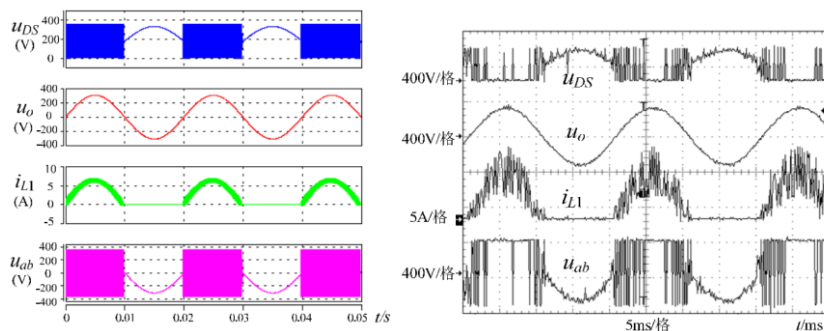 u_DS
(V)
400
200
0
u_o
(V)
400
200
0
-200
-400
i_L1
(A)
10
5
0
-5
u_ab
(V)
400
200
0
-200
-400
0 0.01 0.02 0.03 0.04 0.05 t/s
400V/格
u_DS
400V/格
u_o
5A/格
i_L1
400V/格
u_ab
5ms/格 t/ms